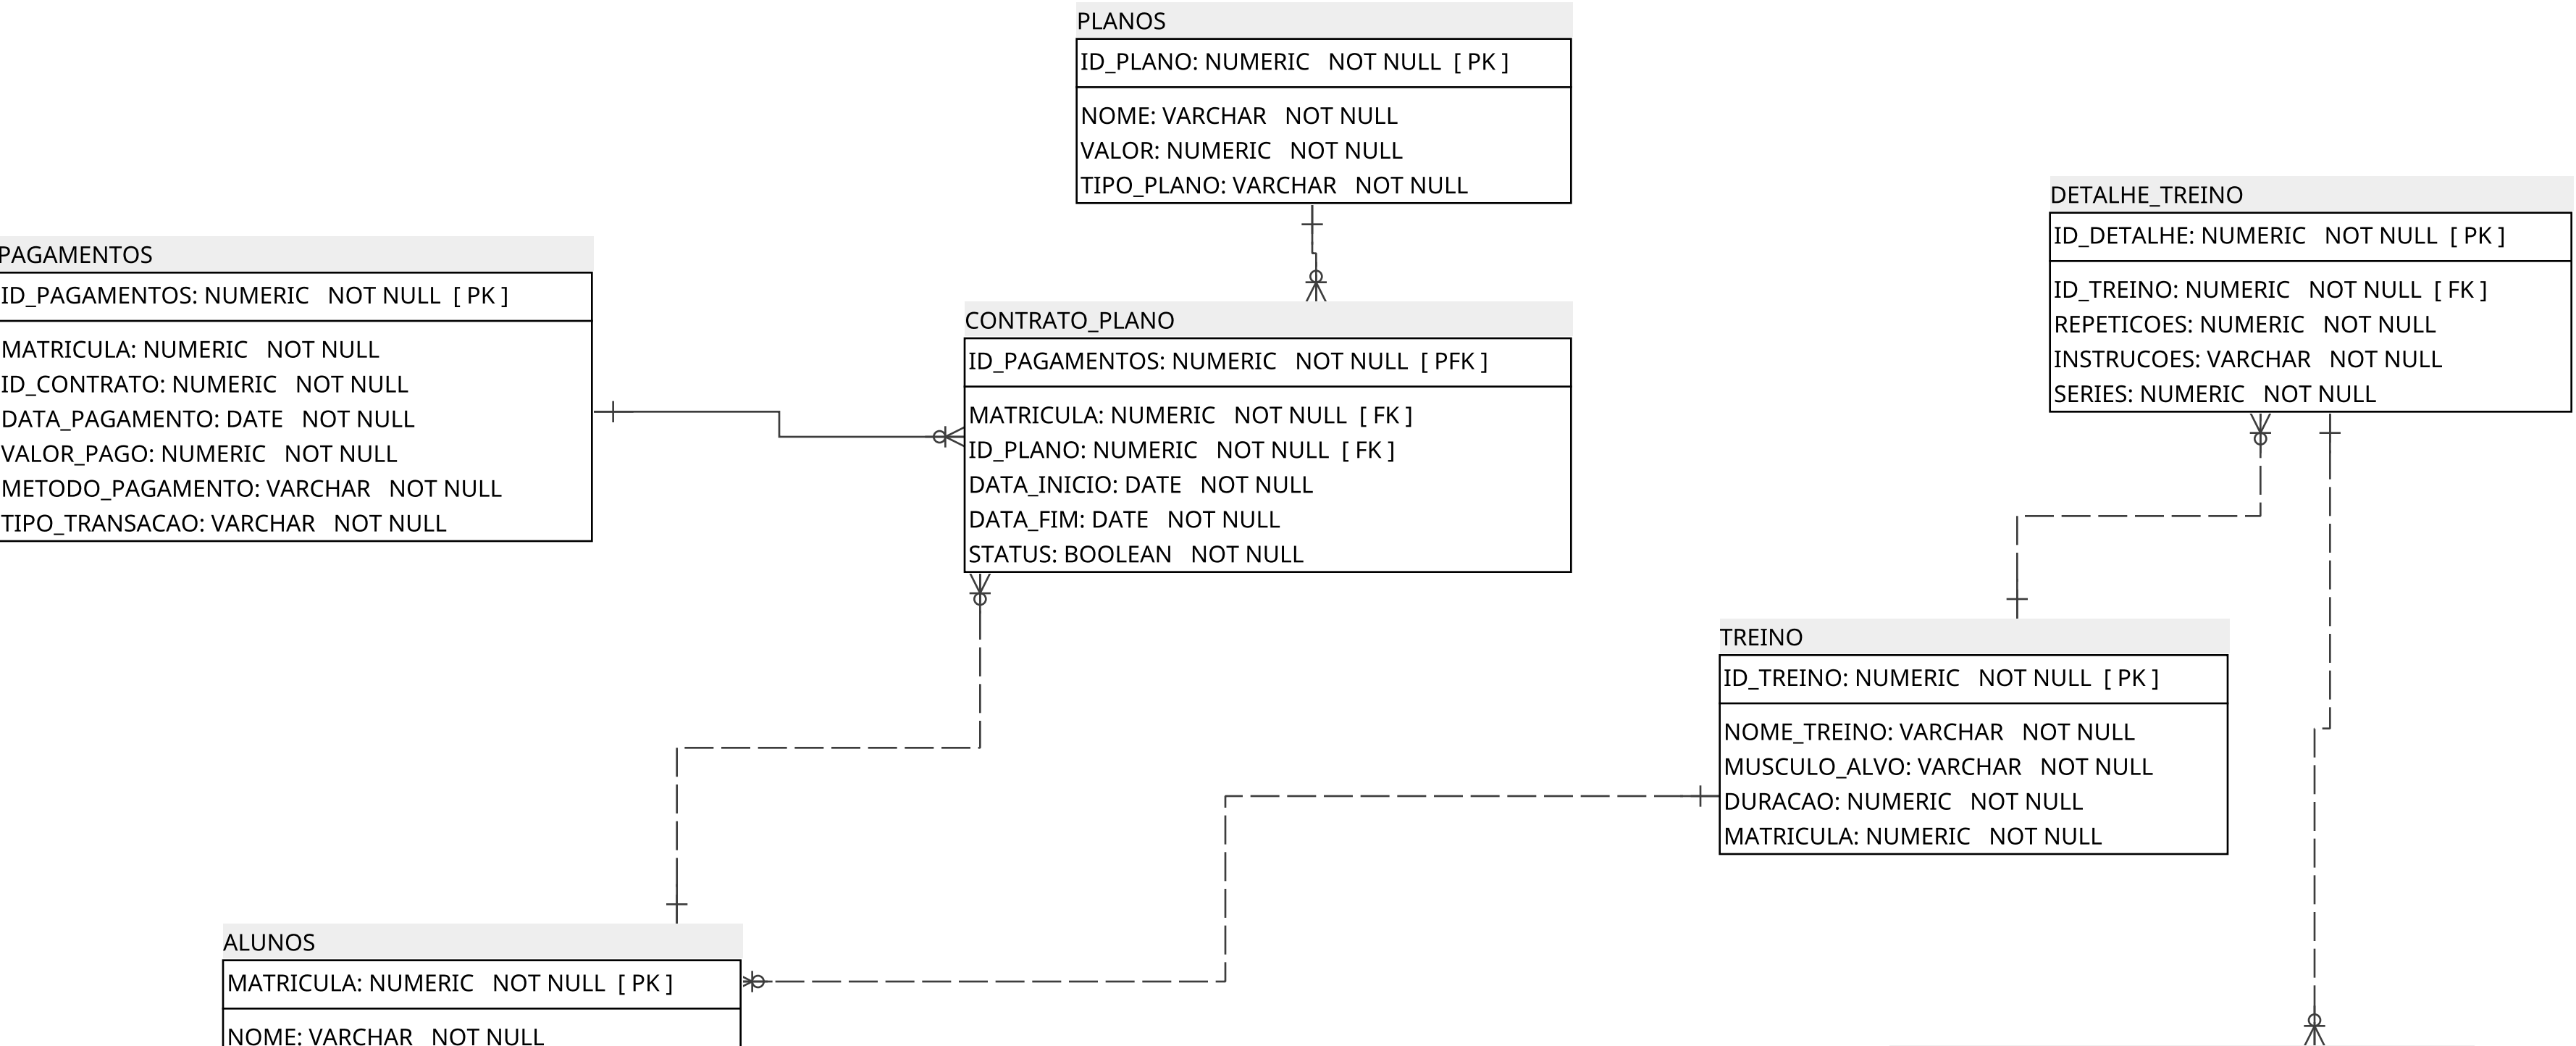 PLANOS
ID_PLANO: NUMERIC NOT NULL [ PK ]
NOME: VARCHAR NOT NULL
VALOR: NUMERIC NOT NULL
TIPO_PLANO: VARCHAR NOT NULL
DETALHE_TREINO
ID_DETALHE: NUMERIC NOT NULL [ PK ]
ID_TREINO: NUMERIC NOT NULL [ FK ]
REPETICOES: NUMERIC NOT NULL
INSTRUCOES: VARCHAR NOT NULL
SERIES: NUMERIC NOT NULL
PAGAMENTOS
ID_PAGAMENTOS: NUMERIC NOT NULL [ PK ]
MATRICULA: NUMERIC NOT NULL
ID_CONTRATO: NUMERIC NOT NULL
DATA_PAGAMENTO: DATE NOT NULL
VALOR_PAGO: NUMERIC NOT NULL
METODO_PAGAMENTO: VARCHAR NOT NULL
TIPO_TRANSACAO: VARCHAR NOT NULL
CONTRATO_PLANO
ID_PAGAMENTOS: NUMERIC NOT NULL [ PFK ]
MATRICULA: NUMERIC NOT NULL [ FK ]
ID_PLANO: NUMERIC NOT NULL [ FK ]
DATA_INICIO: DATE NOT NULL
DATA_FIM: DATE NOT NULL
STATUS: BOOLEAN NOT NULL
TREINO
ID_TREINO: NUMERIC NOT NULL [ PK ]
NOME_TREINO: VARCHAR NOT NULL
MUSCULO_ALVO: VARCHAR NOT NULL
DURACAO: NUMERIC NOT NULL
MATRICULA: NUMERIC NOT NULL
ALUNOS
MATRICULA: NUMERIC NOT NULL [ PK ]
NOME: VARCHAR NOT NULL